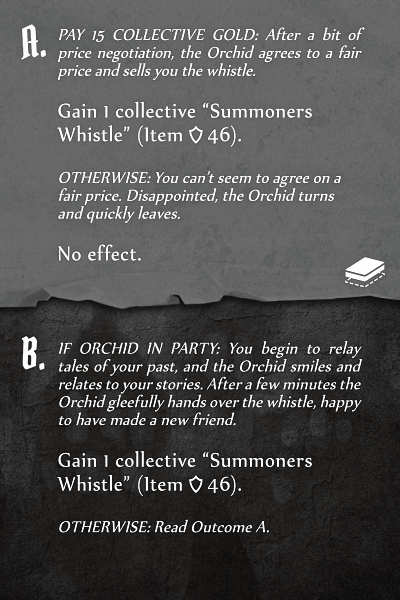 A. PAY 15 COLLECTIVE GOLD: After a bit of
price negotiation, the Orchid agrees to a fair
price and sells you the whistle.
Gain 1 collective “Summoners
Whistle” (Item 46).
OTHERWISE: You can’t seem to agree on a
fair price. Disappointed, the Orchid turns
and quickly leaves.
No effect.
B. IF ORCHID IN PARTY: You begin to relay
tales of your past, and the Orchid smiles and
relates to your stories. After a few minutes the
Orchid gleefully hands over the whistle, happy
to have made a new friend.
Gain 1 collective “Summoners
Whistle” (Item 46).
OTHERWISE: Read Outcome A.